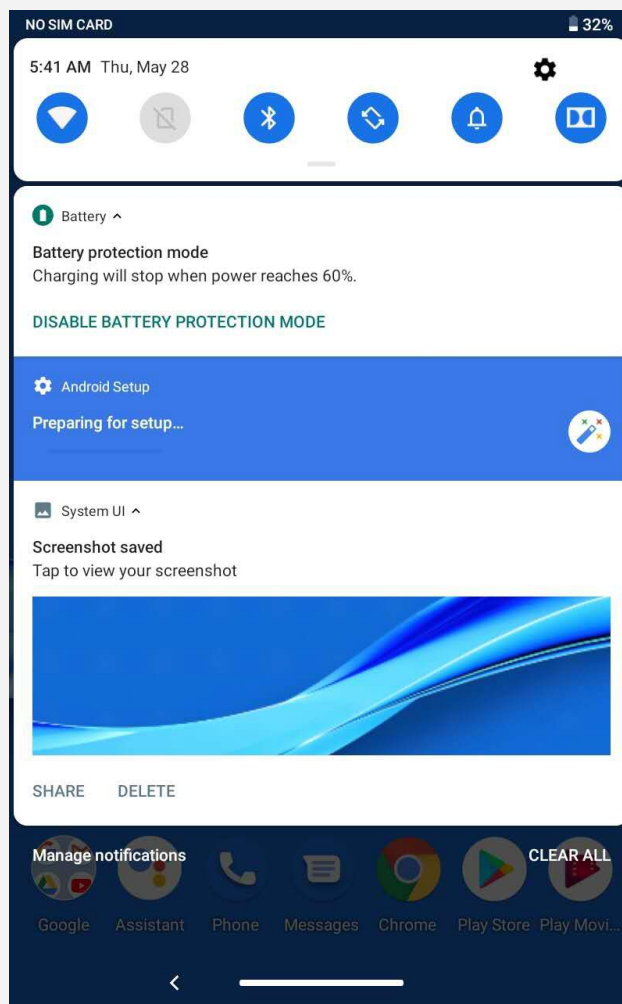 NO SIM CARD 32%
5:41 AM Thu, May 28
Battery
Battery protection mode
Charging will stop when power reaches 60%.
DISABLE BATTERY PROTECTION MODE
Android Setup
Preparing for setup...
System UI
Screenshot saved
Tap to view your screenshot
SHARE DELETE
Manage notifications CLEAR ALL
Google Assistant Phone Messages Chrome Play Store Play Movi...